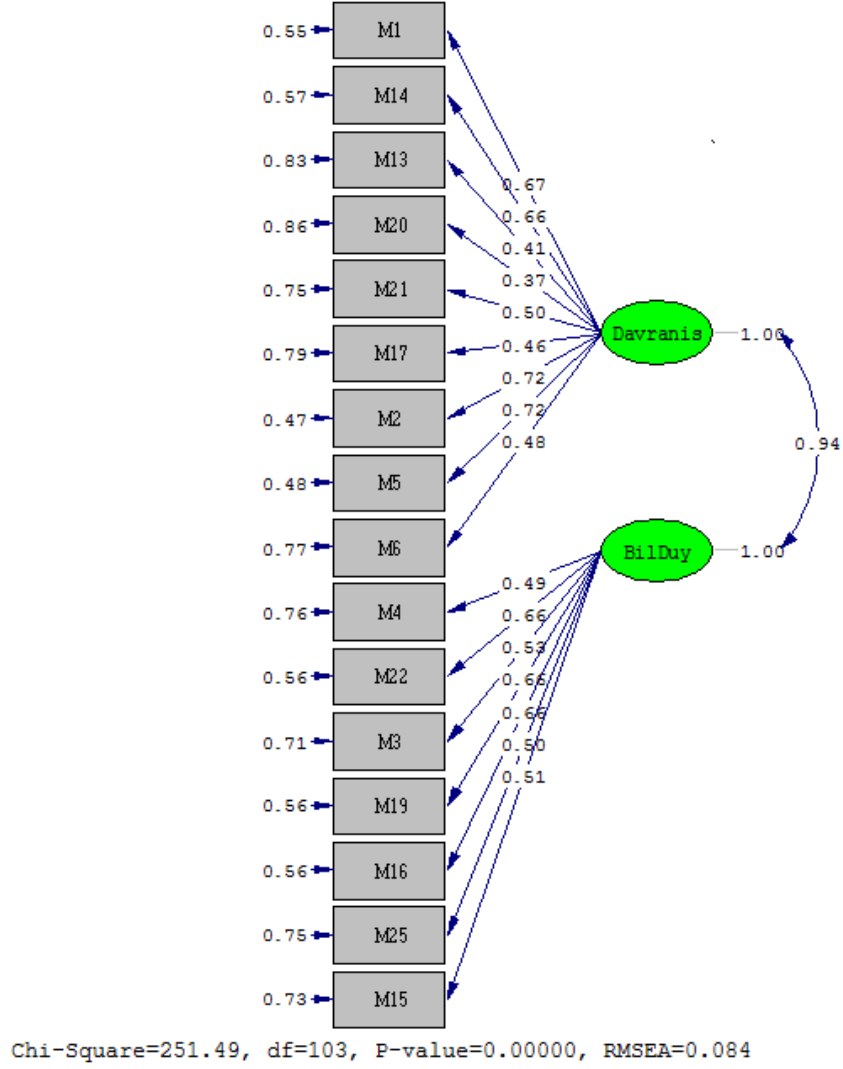 0.55 M1
0.57 M14
0.83 M13
0.67
0.86 M20
0.66
0.41
0.37
0.75 M21
0.50
0.79 M17
0.46
Davranis 1.00
0.72
0.47 M2
0.72
0.48
0.94
0.48 M5
0.77 M6
BilDuy 1.00
0.49
0.76 M4
0.66
0.53
0.56 M22
0.66
0.66
0.71 M3
0.50
0.51
0.56 M19
0.56 M16
0.75 M25
0.73 M15
Chi-Square=251.49, df=103, P-value=0.00000, RMSEA=0.084